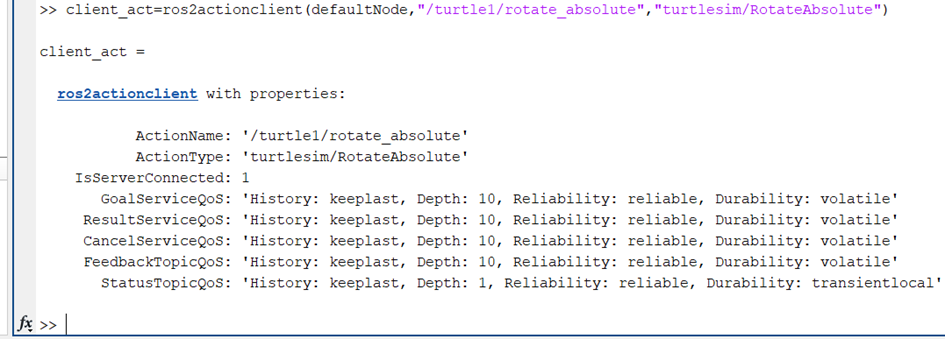 >> client_act=ros2actionclient(defaultNode,"/turtle1/rotate_absolute","turtlesim/RotateAbsolute")
client_act =
ros2actionclient with properties:
ActionName: '/turtle1/rotate_absolute'
ActionType: 'turtlesim/RotateAbsolute'
IsServerConnected: 1
GoalServiceQoS: 'History: keeplast, Depth: 10, Reliability: reliable, Durability: volatile'
ResultServiceQoS: 'History: keeplast, Depth: 10, Reliability: reliable, Durability: volatile'
CancelServiceQoS: 'History: keeplast, Depth: 10, Reliability: reliable, Durability: volatile'
FeedbackTopicQoS: 'History: keeplast, Depth: 10, Reliability: reliable, Durability: volatile'
StatusTopicQoS: 'History: keeplast, Depth: 1, Reliability: reliable, Durability: transientlocal'
fx >>